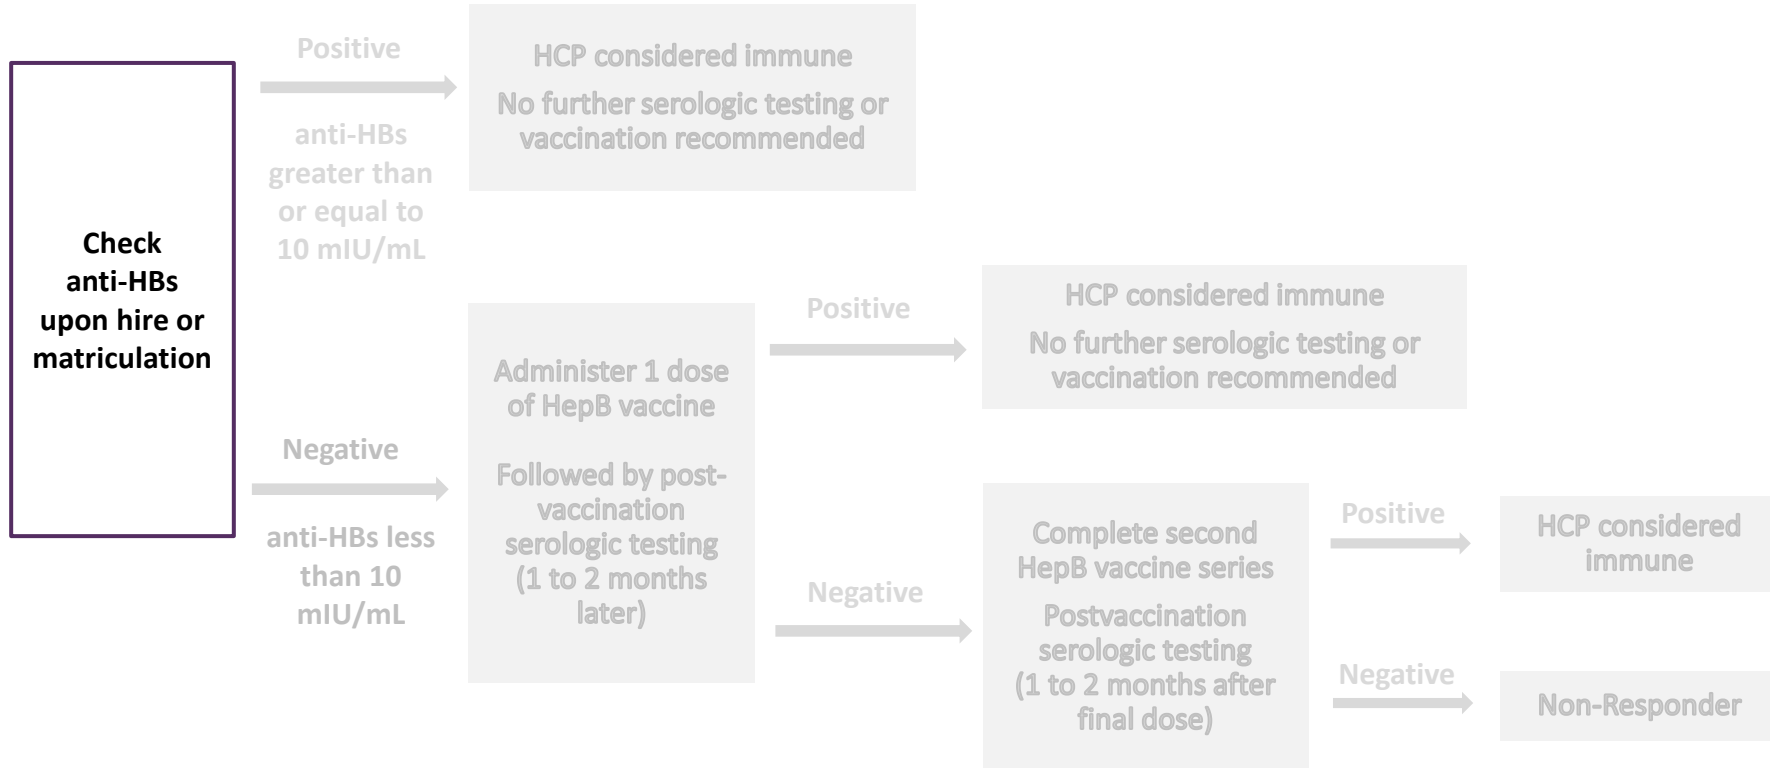 Check
anti-HBs
upon hire or
matriculation
Positive
anti-HBs
greater than
or equal to
10 mIU/mL
HCP considered immune
No further serologic testing or
vaccination recommended
Negative
anti-HBs less
than 10
mIU/mL
Administer 1 dose
of HepB vaccine
Followed by post-
vaccination
serologic testing
(1 to 2 months
later)
Positive
HCP considered immune
No further serologic testing or
vaccination recommended
Negative
Complete second
HepB vaccine series
Postvaccination
serologic testing
(1 to 2 months after
final dose)
Positive
HCP considered
immune
Negative
Non-Responder